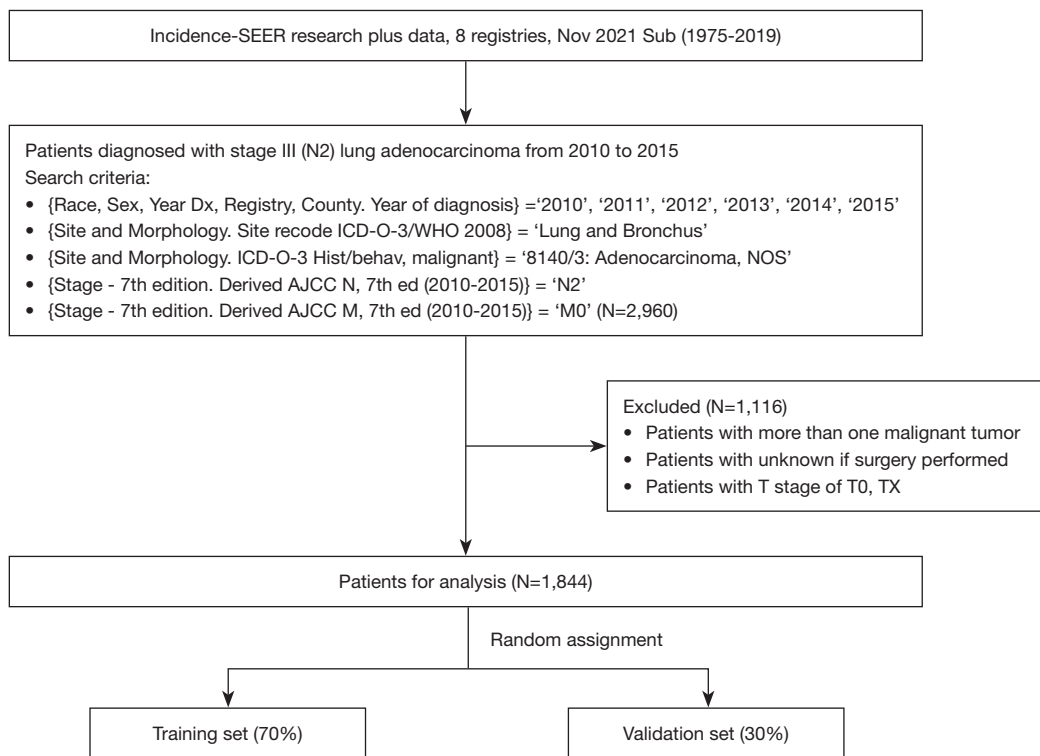 Incidence-SEER research plus data, 8 registries, Nov 2021 Sub (1975-2019)
Patients diagnosed with stage III (N2) lung adenocarcinoma from 2010 to 2015
Search criteria:
• {Race, Sex, Year Dx, Registry, County. Year of diagnosis} =‘2010’, ‘2011’, ‘2012’, ‘2013’, ‘2014’, ‘2015’
• {Site and Morphology. Site recode ICD-O-3/WHO 2008} = ‘Lung and Bronchus’
• {Site and Morphology. ICD-O-3 Hist/behav, malignant} = ‘8140/3: Adenocarcinoma, NOS’
• {Stage - 7th edition. Derived AJCC N, 7th ed (2010-2015)} = ‘N2’
• {Stage - 7th edition. Derived AJCC M, 7th ed (2010-2015)} = ‘M0’ (N=2,960)
Excluded (N=1,116)
• Patients with more than one malignant tumor
• Patients with unknown if surgery performed
• Patients with T stage of T0, TX
Patients for analysis (N=1,844)
Random assignment
Training set (70%)
Validation set (30%)